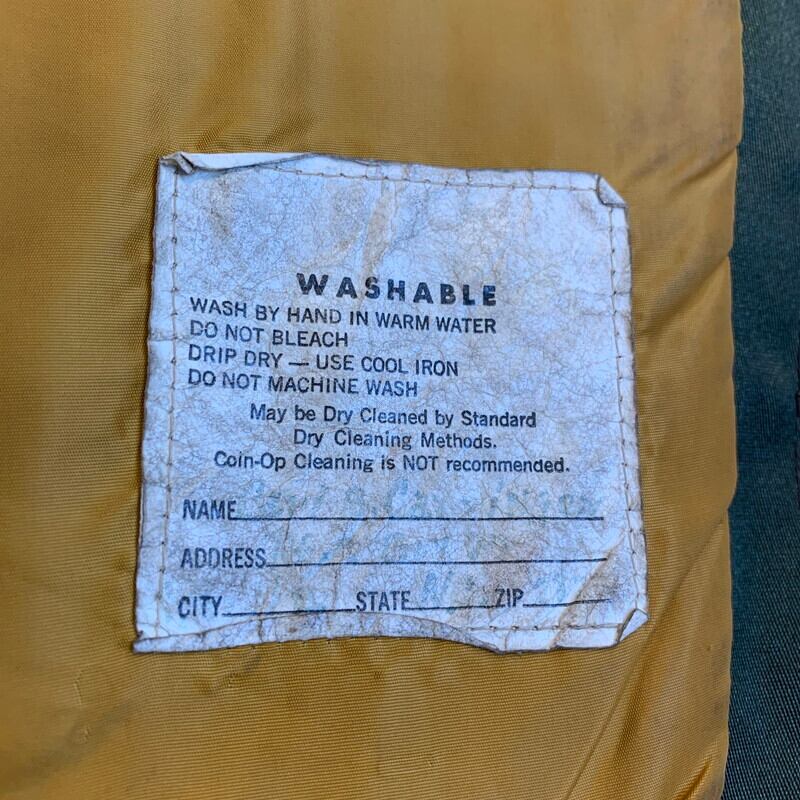 WASHABLE
WASH BY HAND IN WARM WATER
DO NOT BLEACH
DRIP DRY — USE COOL IRON
DO NOT MACHINE WASH
May be Dry Cleaned by Standard
Dry Cleaning Methods.
Coin-Op Cleaning is NOT recommended.
NAME
ADDRESS
CITY STATE ZIP